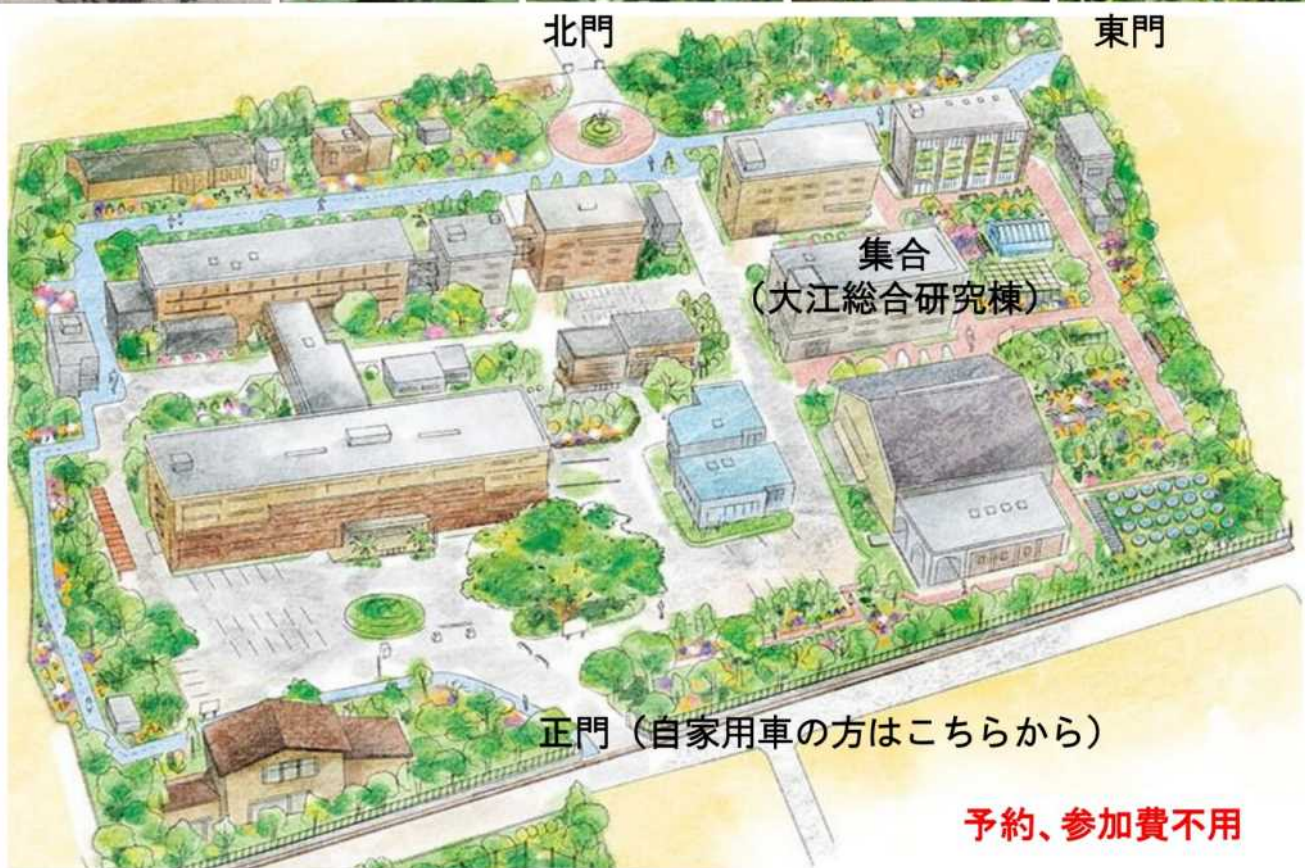 北門
東門
集合
（大江総合研究棟）
正門（自家用車の方はこちらから）
予約、参加費不用